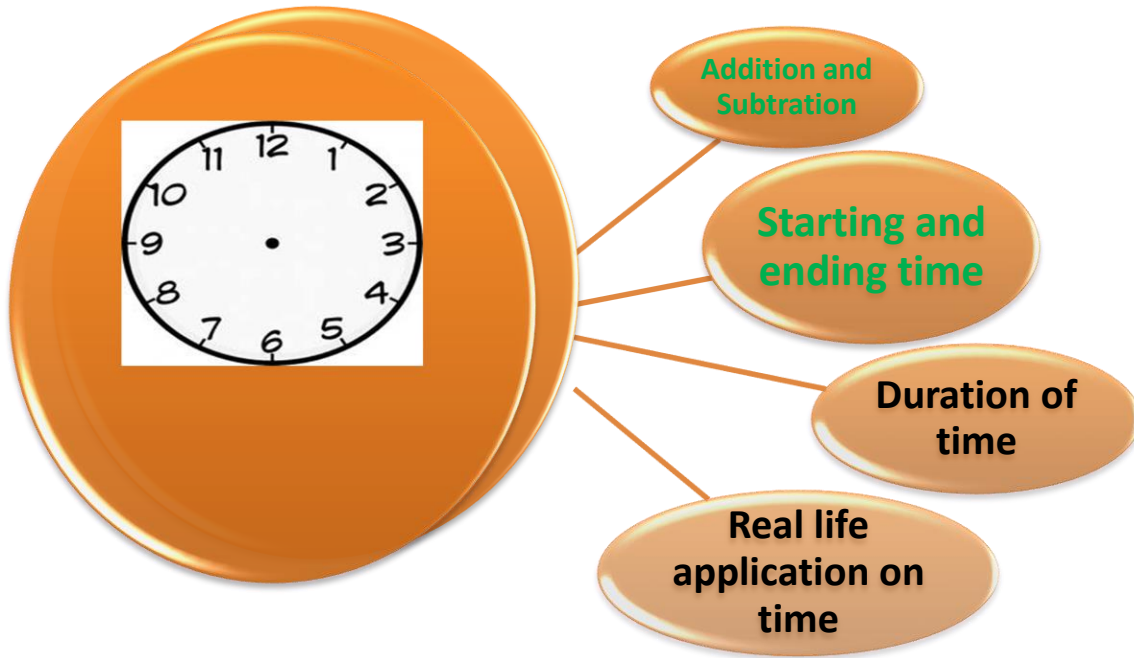 12
11
1
10
2
9
3
8
4
7
5
6
Addition and
Subtration
Starting and
ending time
Duration of
time
Real life
application on
time